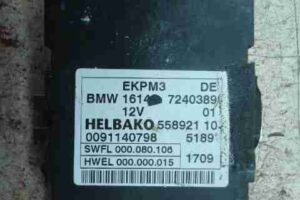 EKPM3 DE
BMW 1614 7240389
12V 01
HELBAKO 558921 10
0091140798 5189
SWFL 000.080.106
HWEL 000.000.015 1709